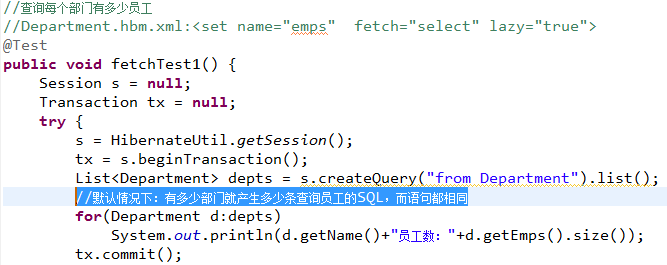 //查询每个部门有多少员工
//Department.hbm.xml:<set name="emps"  fetch="select" lazy="true">
@Test
public void fetchTest1() {
Session s = null;
Transaction tx = null;
try {
s = HibernateUtil.getSession();
tx = s.beginTransaction();
List<Department> depts = s.createQuery("from Department").list();
//默认情况下：有多少部门就产生多少条查询员工的SQL，而语句都相同
for(Department d:depts)
System.out.println(d.getName()+"员工数："+d.getEmps().size());
tx.commit();